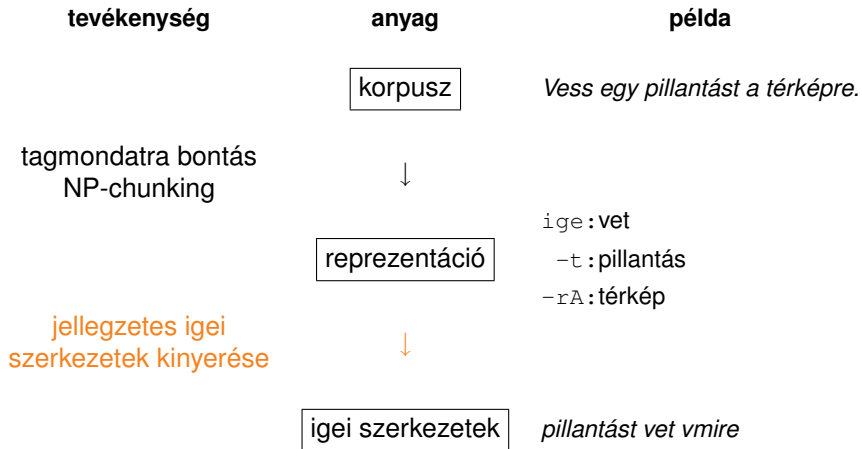 tevékenység anyag példa
korpusz Vess egy pillantást a térképre.
tagmondatra bontás
NP-chunking
↓
ige:vet
reprezentáció -t:pillantás
-rA:térkép
jellegzetes igei
szerkezetek kinyerése
↓
igei szerkezetek pillantást vet vmire